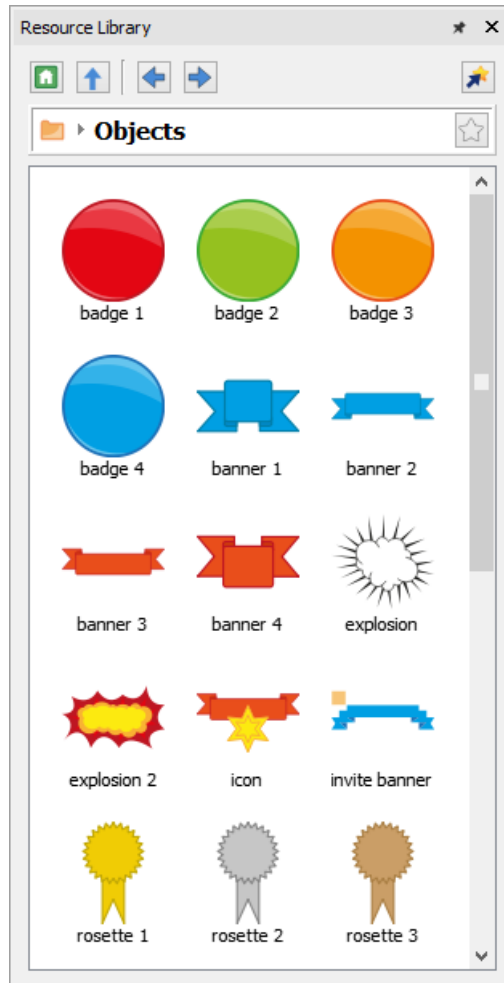 Resource Library
Objects
badge 1 badge 2 badge 3
badge 4 banner 1 banner 2
banner 3 banner 4 explosion
explosion 2 icon invite banner
rosette 1 rosette 2 rosette 3